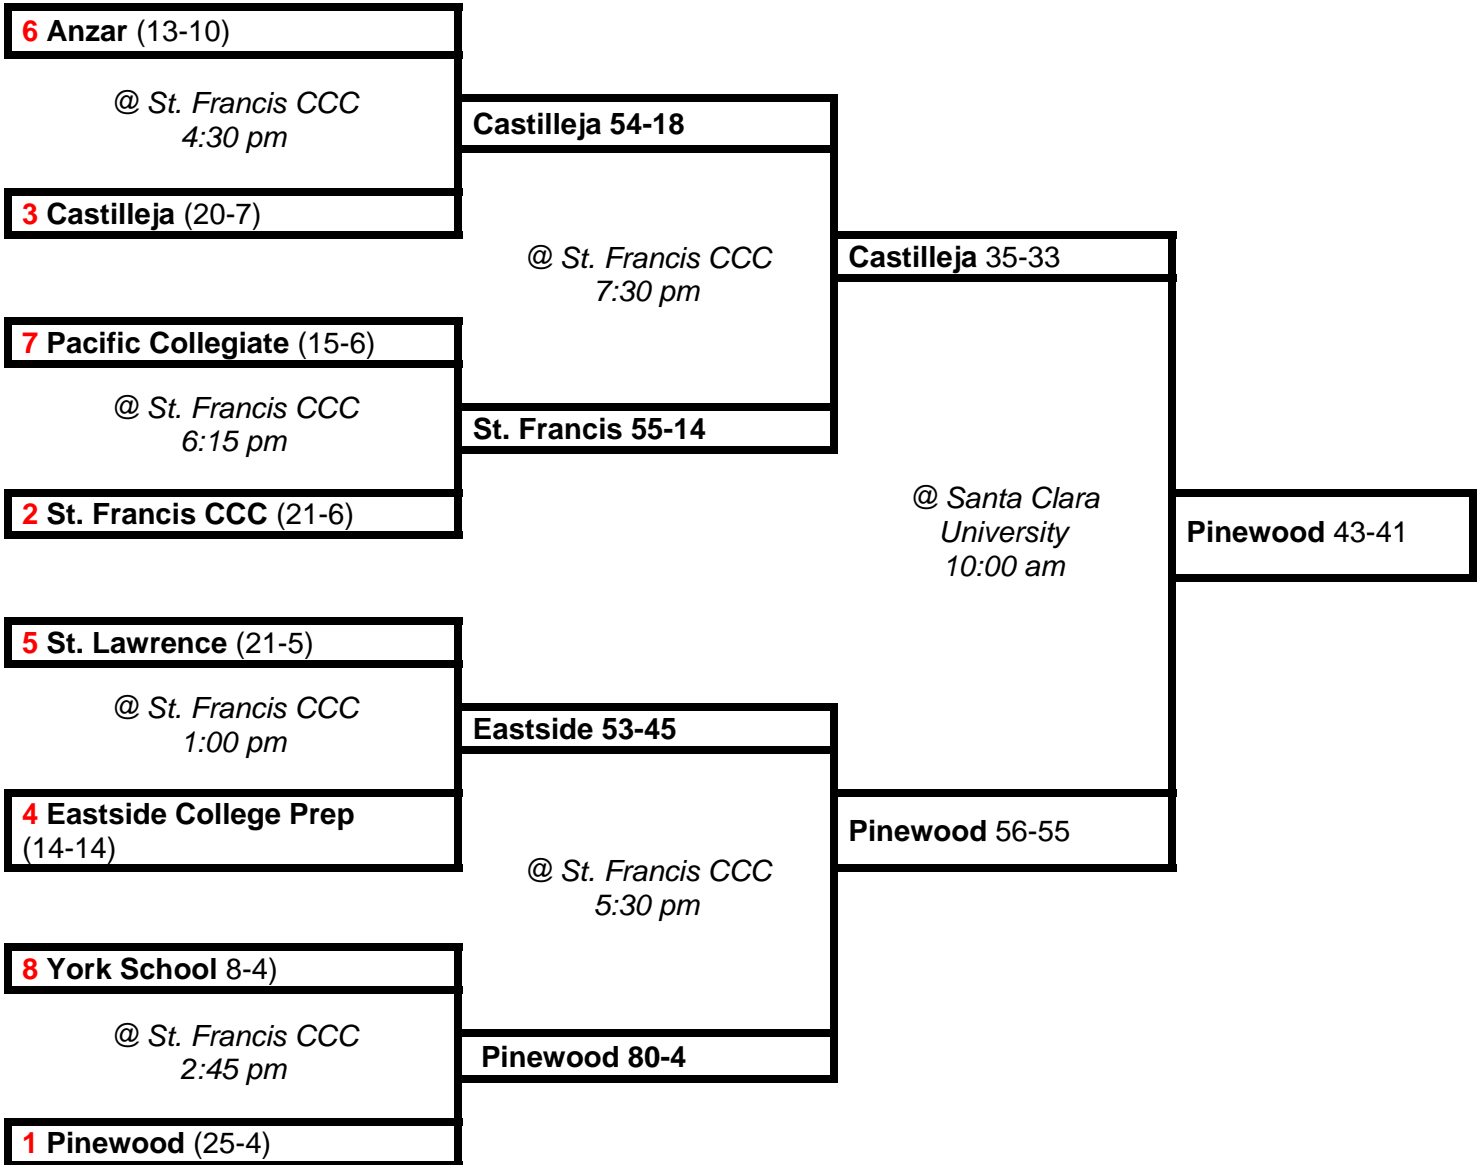 6 Anzar (13-10)
@ St. Francis CCC
4:30 pm
Castilleja 54-18
3 Castilleja (20-7)
@ St. Francis CCC
7:30 pm
Castilleja 35-33
7 Pacific Collegiate (15-6)
@ St. Francis CCC
6:15 pm
St. Francis 55-14
2 St. Francis CCC (21-6)
@ Santa Clara
University
10:00 am
Pinewood 43-41
5 St. Lawrence (21-5)
@ St. Francis CCC
1:00 pm
Eastside 53-45
4 Eastside College Prep
(14-14)
@ St. Francis CCC
5:30 pm
Pinewood 56-55
8 York School 8-4)
@ St. Francis CCC
2:45 pm
Pinewood 80-4
1 Pinewood (25-4)